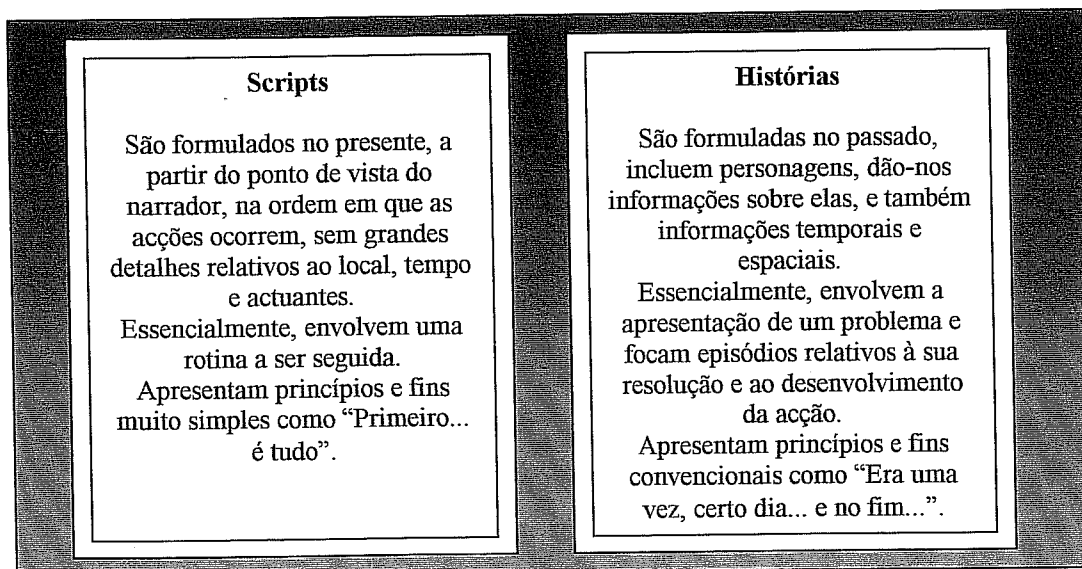 Scripts
São formulados no presente, a
partir do ponto de vista do
narrador, na ordem em que as
acções ocorrem, sem grandes
detalhes relativos ao local, tempo
e actuantes.
Essencialmente, envolvem uma
rotina a ser seguida.
Apresentam princípios e fins
muito simples como “Primeiro...
é tudo”.
Histórias
São formuladas no passado,
incluem personagens, dão-nos
informações sobre elas, e também
informações temporais e
espaciais.
Essencialmente, envolvem a
apresentação de um problema e
focam episódios relativos à sua
resolução e ao desenvolvimento
da acção.
Apresentam princípios e fins
convencionais como “Era uma
vez, certo dia... e no fim...”.